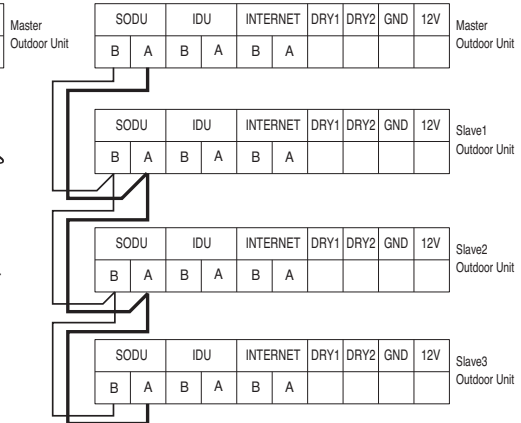 Master
Outdoor Unit
SODU IDU INTERNET DRY1 DRY2 GND 12V
B A B A B A
Master
Outdoor Unit
SODU IDU INTERNET DRY1 DRY2 GND 12V
B A B A B A
Slave1
Outdoor Unit
SODU IDU INTERNET DRY1 DRY2 GND 12V
B A B A B A
Slave2
Outdoor Unit
SODU IDU INTERNET DRY1 DRY2 GND 12V
B A B A B A
Slave3
Outdoor Unit